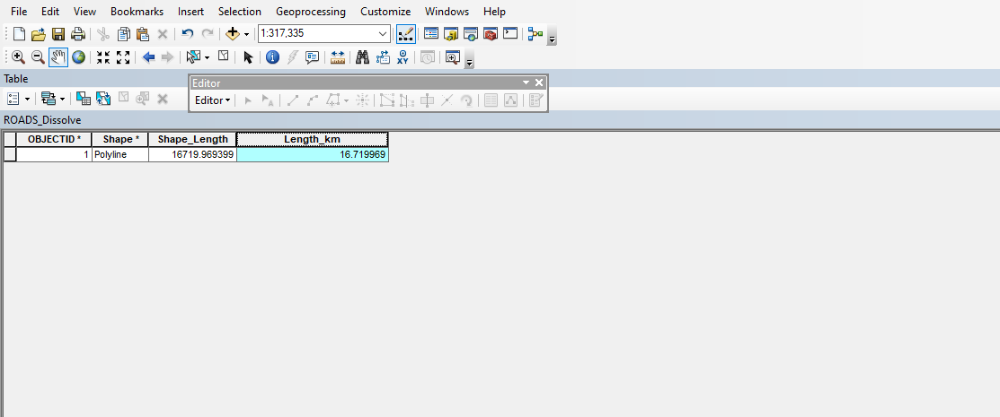 File Edit View Bookmarks Insert Selection Geoprocessing Customize Windows Help
1:317,335
XY
Table
Editor
Editor
ROADS_Dissolve
OBJECTID * Shape * Shape_Length Length_km
1 Polyline 16719.969399 16.719969